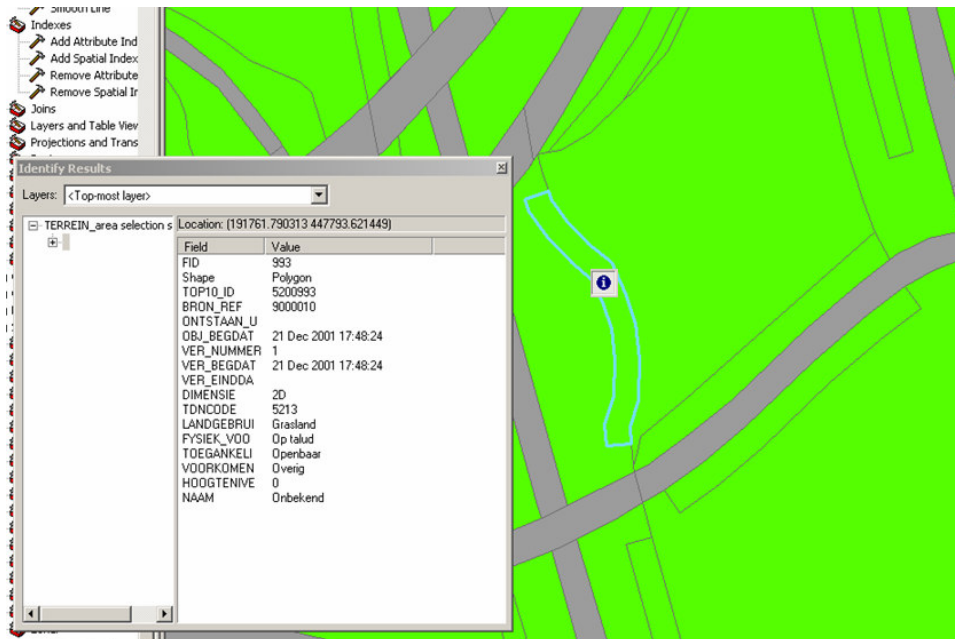 Smooth Line
Indexes
Add Attribute Ind
Add Spatial Index
Remove Attribute
Remove Spatial Ir
Joins
Layers and Table View
Projections and Trans
Identify Results
Layers: <Top-most layer>
TERREIN_area selection s
Location: (191761.790313 447793.621449)
Field Value
FID 993
Shape Polygon
TOP10_ID 5200993
BRON_REF 9000010
ONTSTAAN_U
OBJ_BEGDAT 21 Dec 2001 17:48:24
VER_NUMMER 1
VER_BEGDAT 21 Dec 2001 17:48:24
VER_EINDDA
DIMENSIE 2D
TDNCODE 5213
LANDGEBRUI Grasland
FYSIEK_VOO Op talud
TOEGANKELI Openbaar
VOORKOMEN Overig
HOOGTENIVE 0
NAAM Onbekend